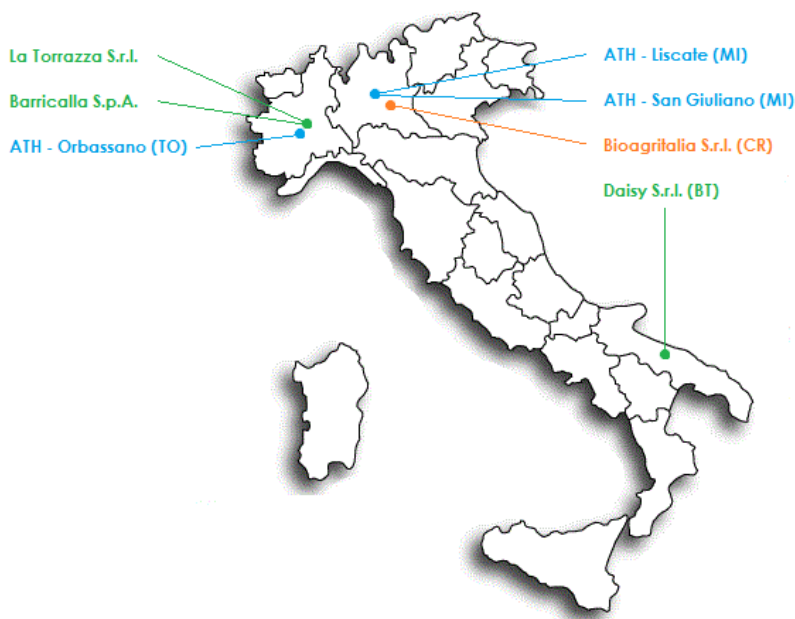 La Torrazza S.r.l.
Barricalla S.p.A.
ATH - Orbassano (TO)
ATH - Liscate (MI)
ATH - San Giuliano (MI)
Bioagritalia S.r.l. (CR)
Daisy S.r.l. (BT)